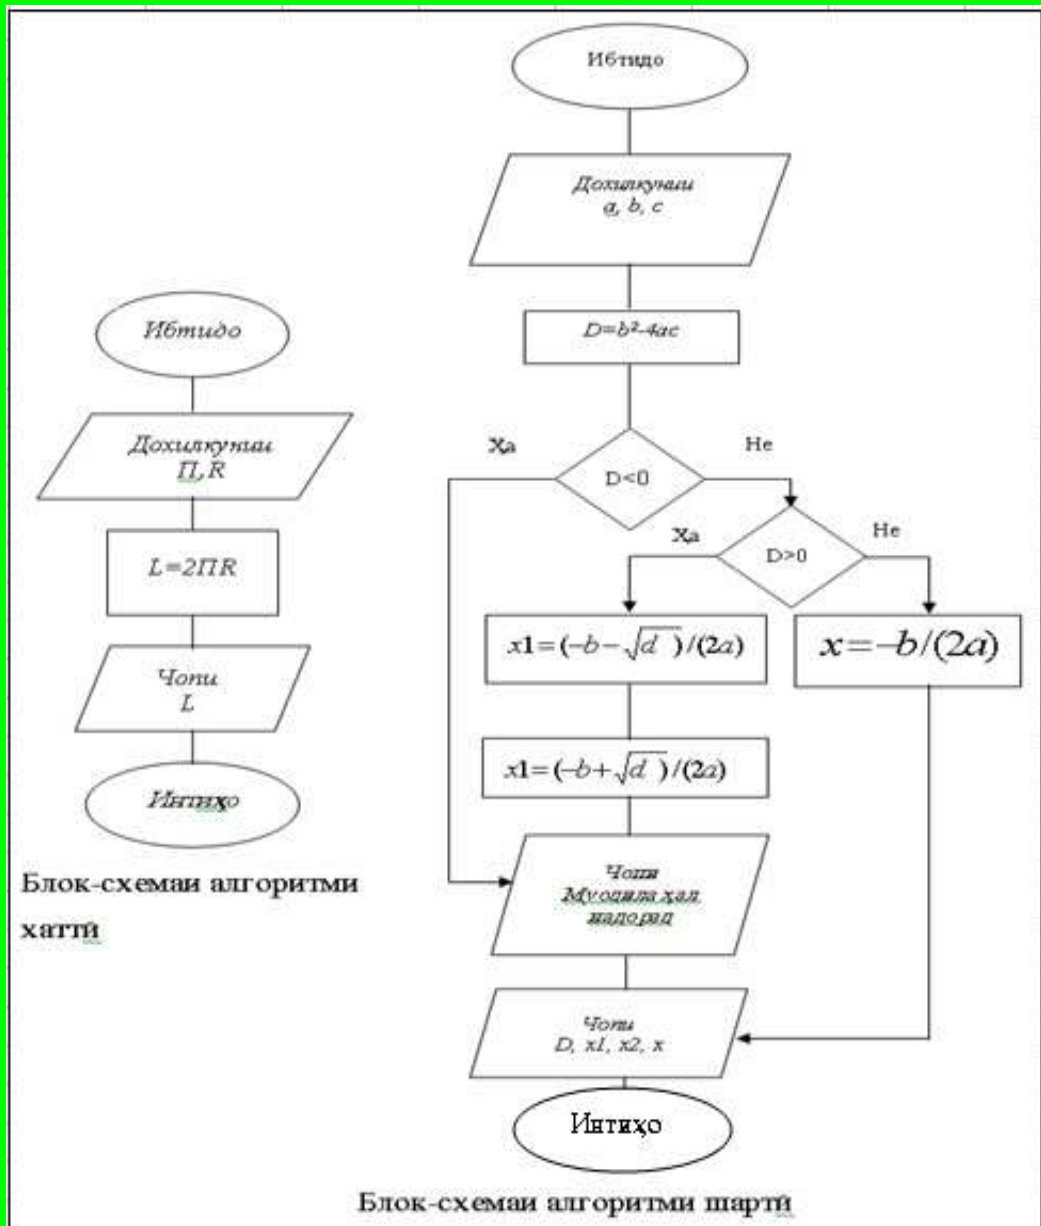 Ибтидо
Дохилкунии
П,R
L=2ПR
Чопи
L
Интиҳо
Блок-схемаи алгоритми
хаттӣ
Ибтидо
Дохилкунии
a, b, c
D=b²-4ac
Ҳа
D<0
Не
Ҳа
D>0
Не
x1=(-b-√d )/(2a)
x=-b/(2a)
x1=(-b+√d )/(2a)
Чопи
Муодила ҳал
надорад
Чопи
D, x1, x2, x
Интиҳо
Блок-схемаи алгоритми шартӣ